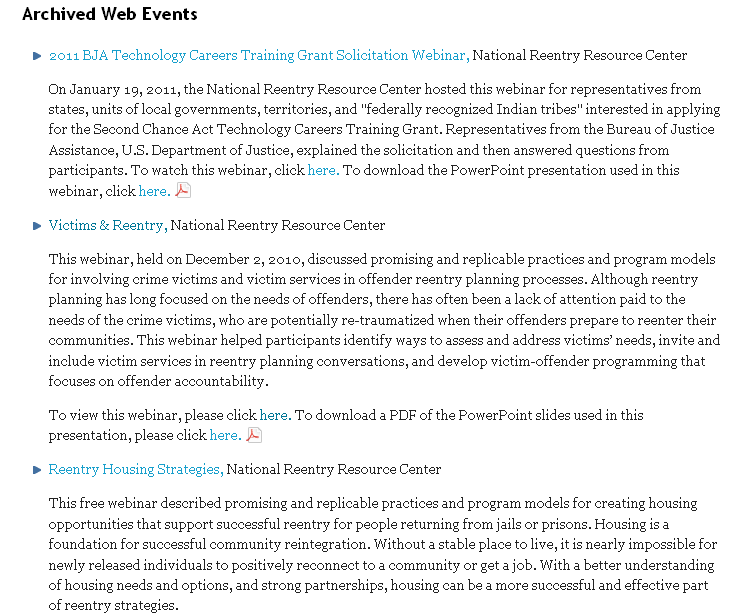 Archived Web Events
2011 BJA Technology Careers Training Grant Solicitation Webinar, National Reentry Resource Center
On January 19, 2011, the National Reentry Resource Center hosted this webinar for representatives from
states, units of local governments, territories, and "federally recognized Indian tribes" interested in applying
for the Second Chance Act Technology Careers Training Grant. Representatives from the Bureau of Justice
Assistance, U.S. Department of Justice, explained the solicitation and then answered questions from
participants. To watch this webinar, click here. To download the PowerPoint presentation used in this
webinar, click here.
Victims & Reentry, National Reentry Resource Center
This webinar, held on December 2, 2010, discussed promising and replicable practices and program models
for involving crime victims and victim services in offender reentry planning processes. Although reentry
planning has long focused on the needs of offenders, there has often been a lack of attention paid to the
needs of the crime victims, who are potentially re-traumatized when their offenders prepare to reenter their
communities. This webinar helped participants identify ways to assess and address victims' needs, invite and
include victim services in reentry planning conversations, and develop victim-offender programming that
focuses on offender accountability.
To view this webinar, please click here. To download a PDF of the PowerPoint slides used in this
presentation, please click here.
Reentry Housing Strategies, National Reentry Resource Center
This free webinar described promising and replicable practices and program models for creating housing
opportunities that support successful reentry for people returning from jails or prisons. Housing is a
foundation for successful community reintegration. Without a stable place to live, it is nearly impossible for
newly released individuals to positively reconnect to a community or get a job. With a better understanding
of housing needs and options, and strong partnerships, housing can be a more successful and effective part
of reentry strategies.